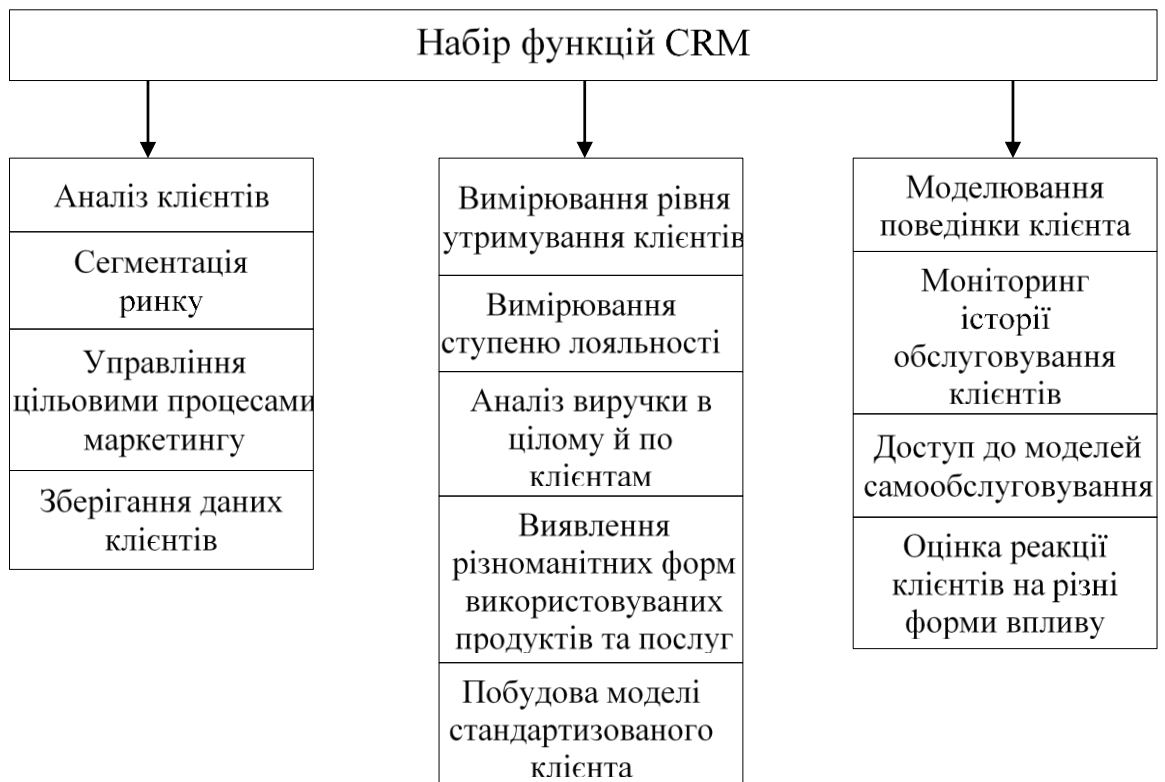 Набір функцій CRM
Аналіз клієнтів
Сегментація
ринку
Управління
цільовими процесами
маркетингу
Зберігання даних
клієнтів
Вимірювання рівня
утримування клієнтів
Вимірювання
ступеню лояльності
Аналіз виручки в
цілому й по
клієнтам
Виявлення
різноманітних форм
використовуваних
продуктів та послуг
Побудова моделі
стандартизованого
клієнта
Моделювання
поведінки клієнта
Моніторинг
історії
обслуговування
клієнтів
Доступ до моделей
самообслуговування
Оцінка реакції
клієнтів на різні
форми впливу